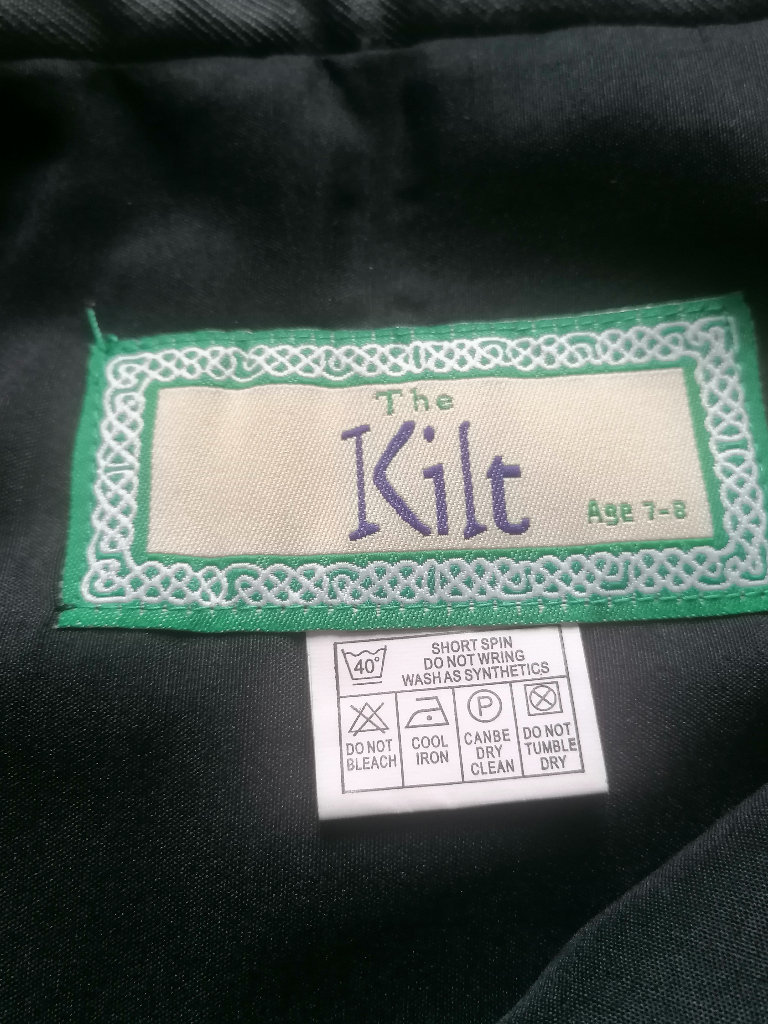 The
Kilt
Age 7-8
40°
SHORT SPIN
DO NOT WRING
WASH AS SYNTHETICS
DO NOT
BLEACH
COOL
IRON
P
CANBE
DRY
CLEAN
DO NOT
TUMBLE
DRY